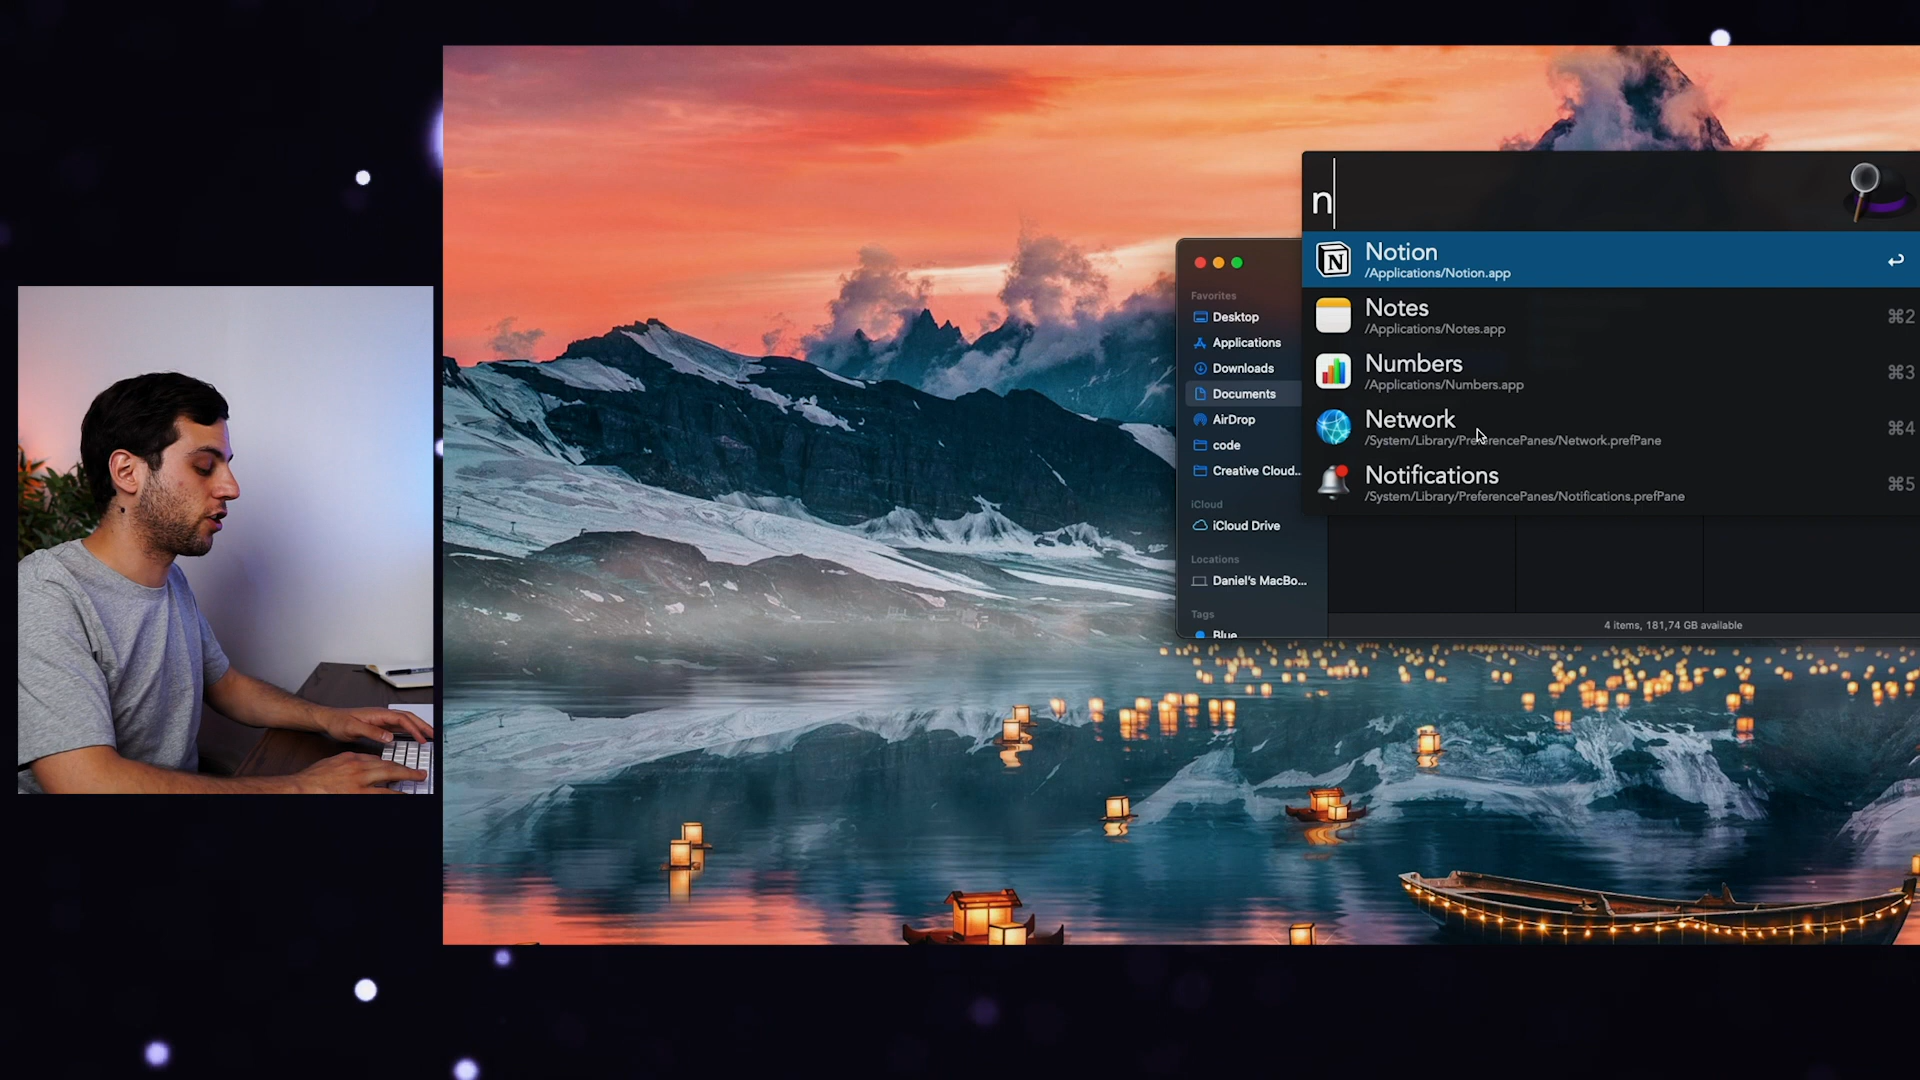 n
Notion
/Applications/Notion.app
Notes
/Applications/Notes.app
⌘2
Numbers
/Applications/Numbers.app
⌘3
Network
/System/Library/PreferencePanes/Network.prefPane
⌘4
Notifications
/System/Library/PreferencePanes/Notifications.prefPane
⌘5
Favorites
Desktop
Applications
Downloads
Documents
AirDrop
code
Creative Cloud...
iCloud
iCloud Drive
Locations
Daniel's MacBo...
Tags
Blue
4 items, 181,74 GB available